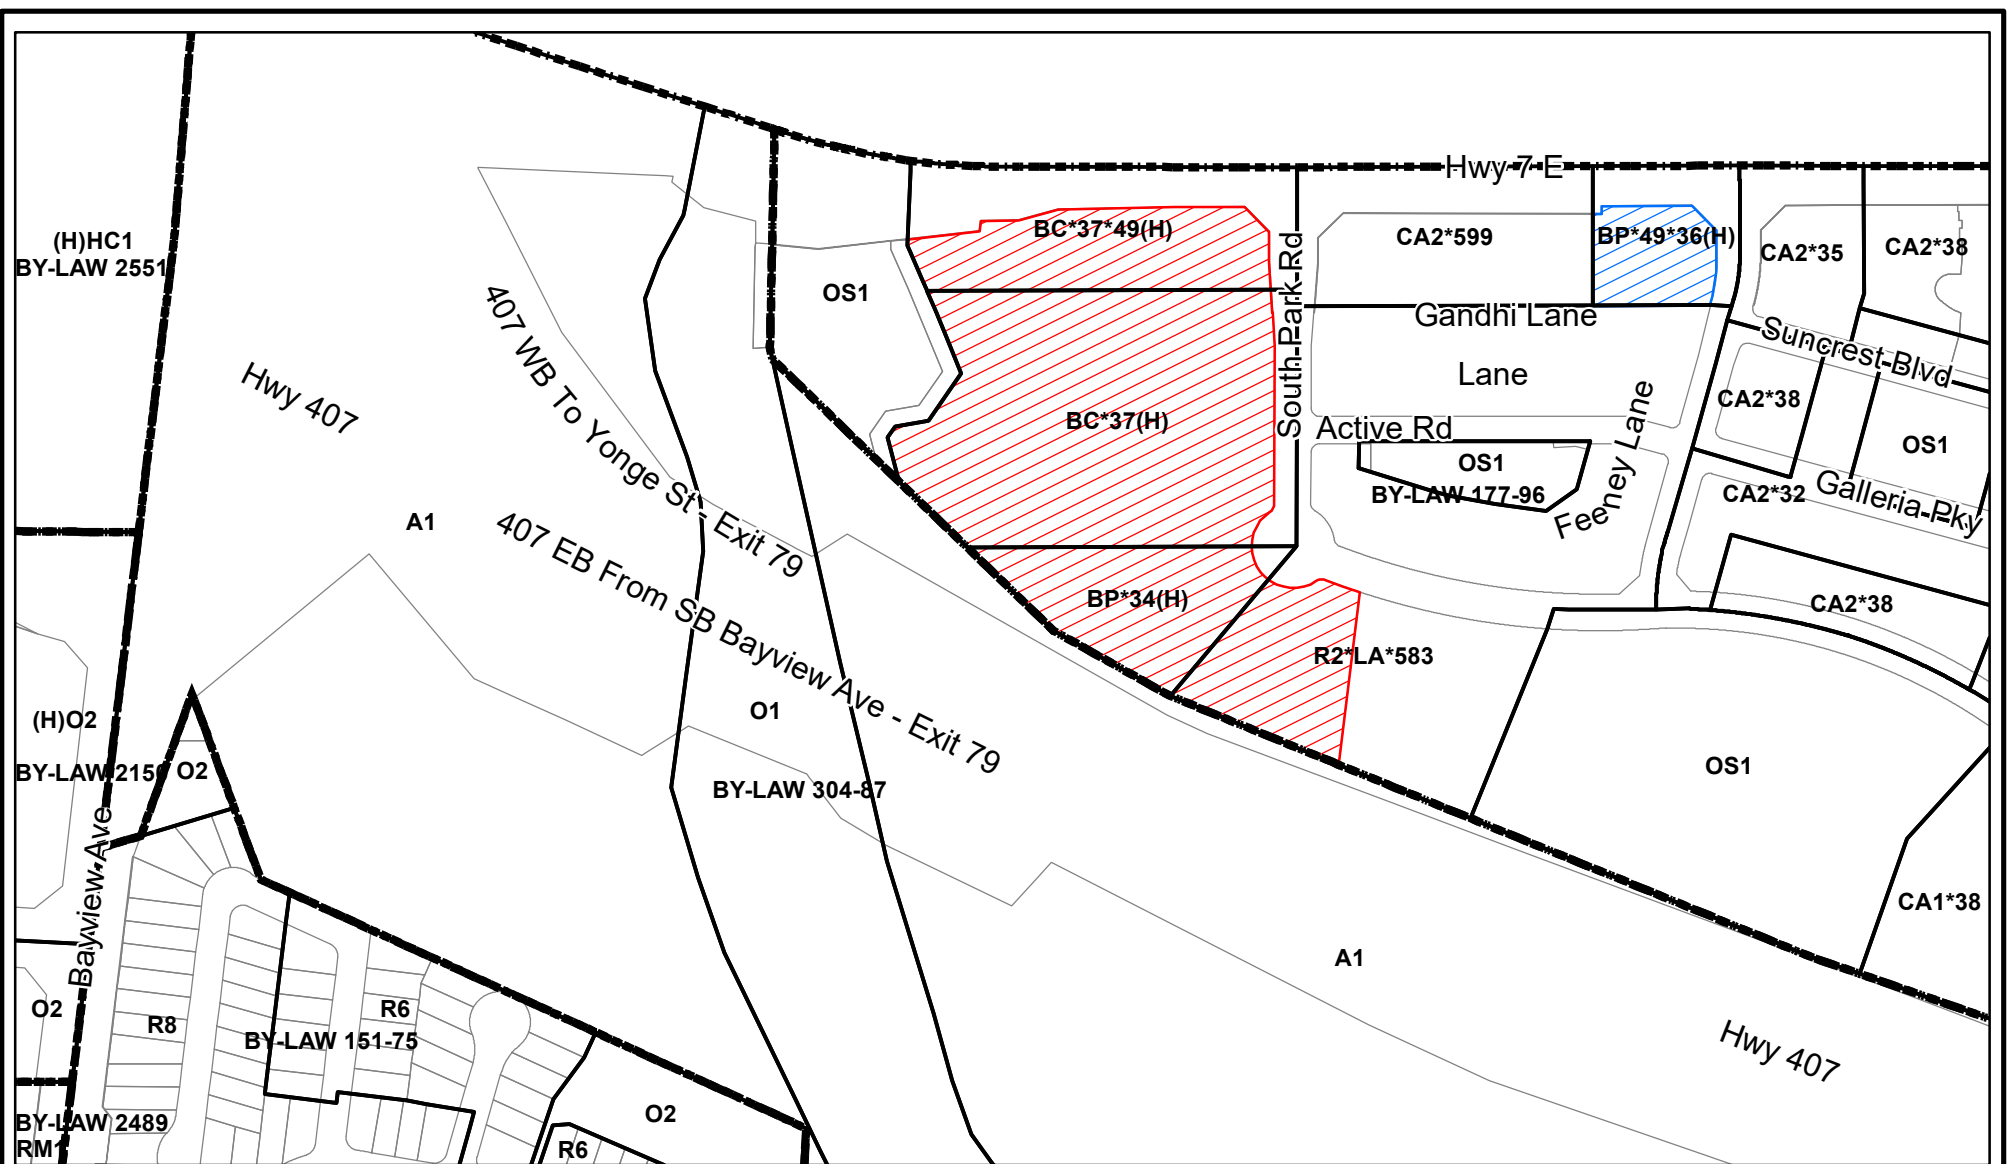 Hwy 7 E
(H)HC1
BY-LAW 2551
BC*37*49(H)
CA2*599
BP*49*36(H)
CA2*35
CA2*38
OS1
South Park Rd
Gandhi Lane
Suncrest Blvd
Lane
Hwy 407
407 WB To Yonge St - Exit 79
BC*37(H)
Active Rd
CA2*38
OS1
OS1
BY-LAW 177-96
Feeney Lane
CA2*32
Galleria Pky
A1
407 EB From SB Bayview Ave - Exit 79
BP*34(H)
CA2*38
R2*LA*583
(H)O2
O1
BY-LAW 2150
O2
OS1
BY-LAW 304-87
Bayview Ave
CA1*38
A1
O2
R8
R6
BY-LAW 151-75
Hwy 407
BY-LAW 2489
RM1
O2
R6